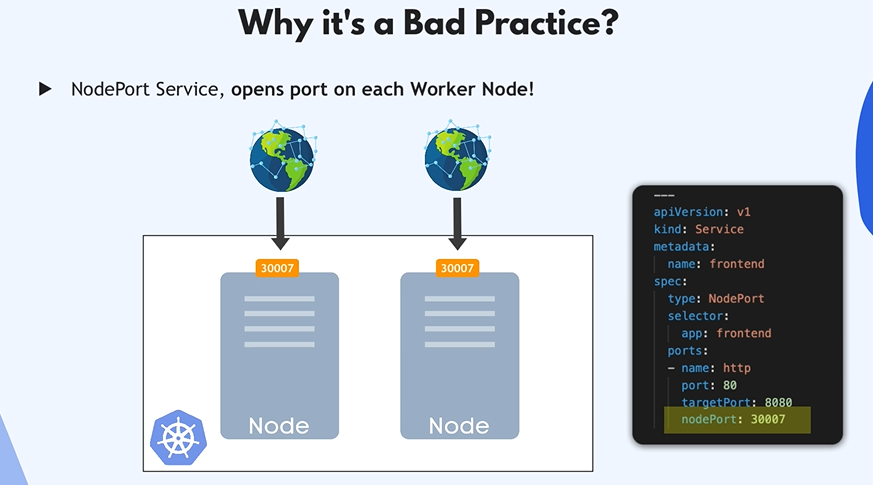 Why it's a Bad Practice?
NodePort Service, opens port on each Worker Node!
30007
30007
Node
Node
---
apiVersion: v1
kind: Service
metadata:
name: frontend
spec:
type: NodePort
selector:
app: frontend
ports:
- name: http
port: 80
targetPort: 8080
nodePort: 30007